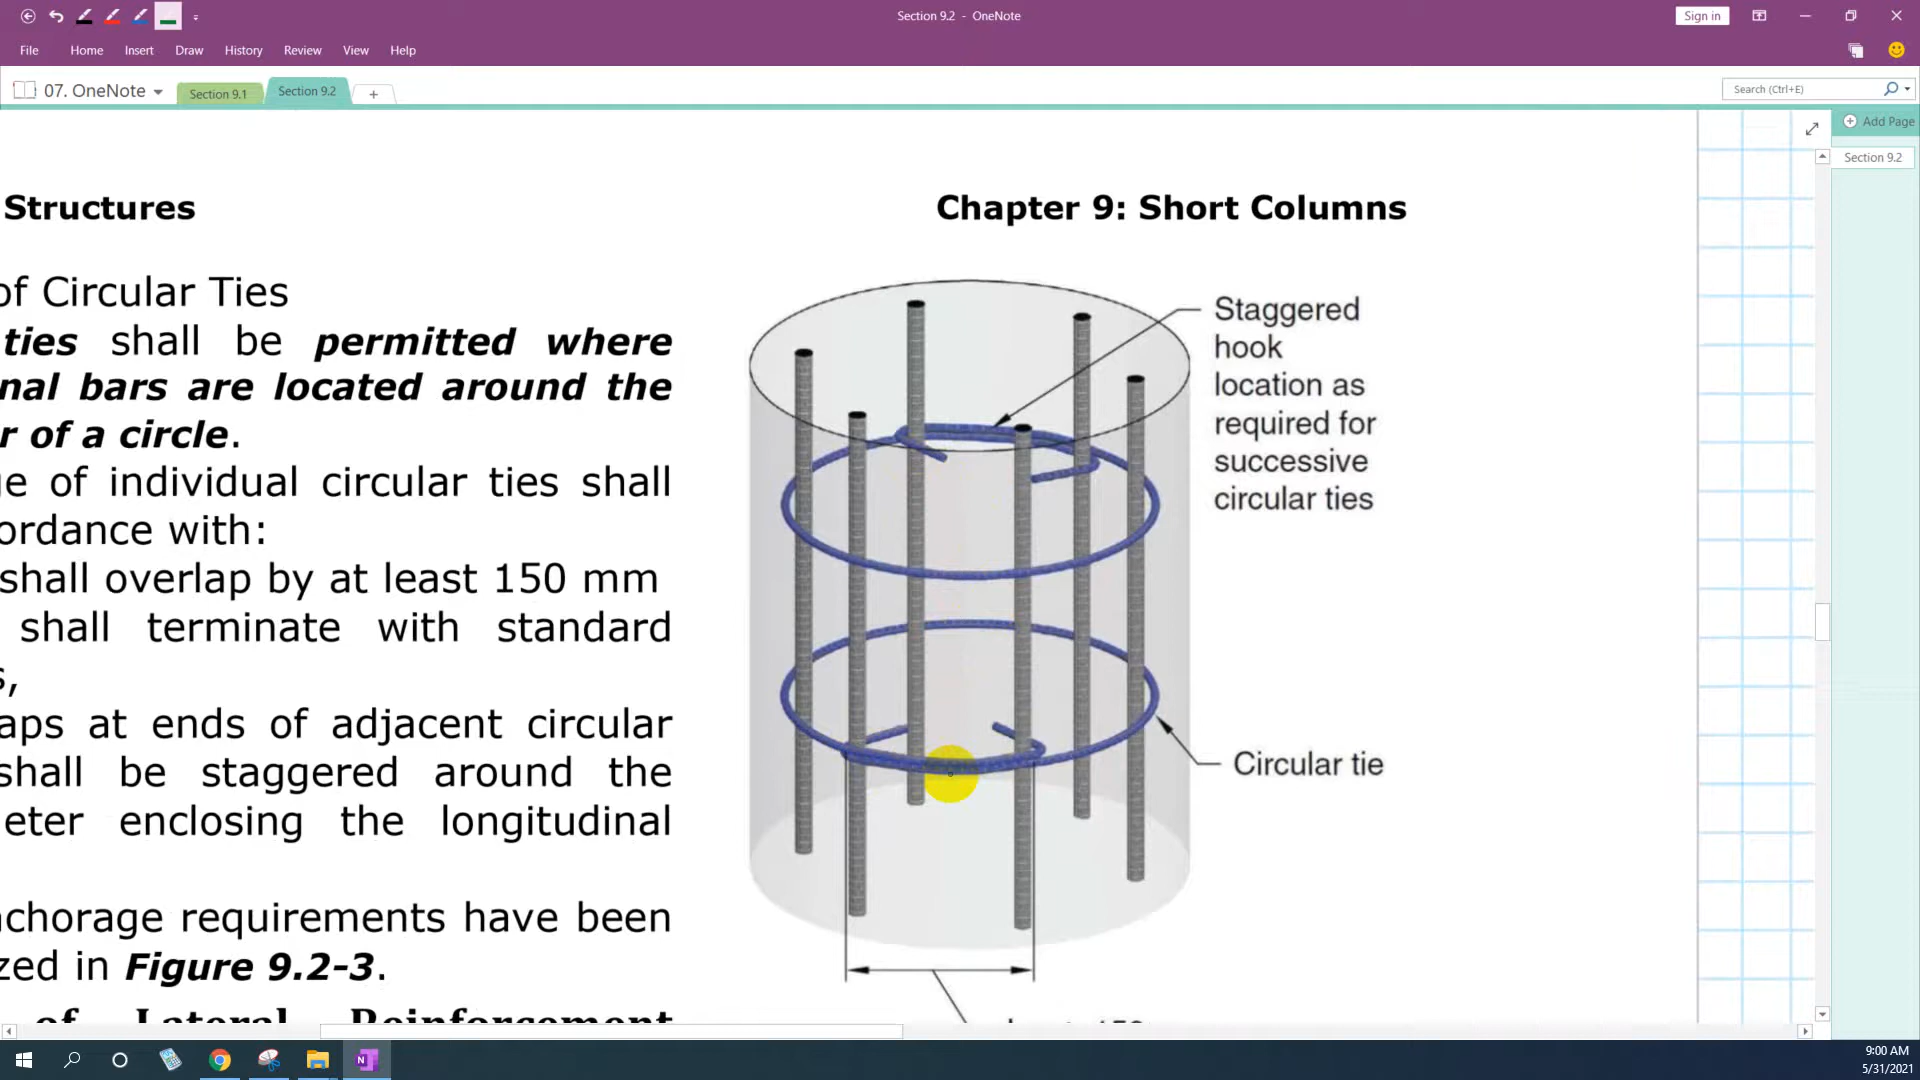 Section 9.2 - OneNote
Sign in
File Home Insert Draw History Review View Help
07. OneNote
Section 9.1
Section 9.2
Search (Ctrl+E)
Add Page
Section 9.2
Structures
Chapter 9: Short Columns
of Circular Ties
ties shall be permitted where
nal bars are located around the
r of a circle.
ge of individual circular ties shall
ordance with:
shall overlap by at least 150 mm
shall terminate with standard
s,
aps at ends of adjacent circular
shall be staggered around the
eter enclosing the longitudinal
nchorage requirements have been
zed in Figure 9.2-3.
of Lateral Reinforcement
Staggered
hook
location as
required for
successive
circular ties
Circular tie
9:00 AM
5/31/2021